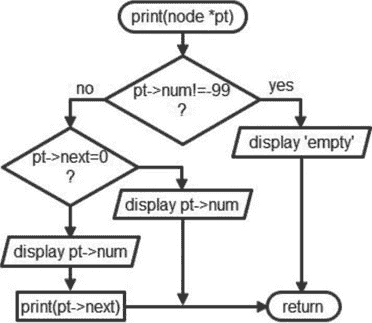 print(node *pt)
pt->num!=-99
?
no
yes
display 'empty'
pt->next=0
?
display pt->num
display pt->num
print(pt->next)
return